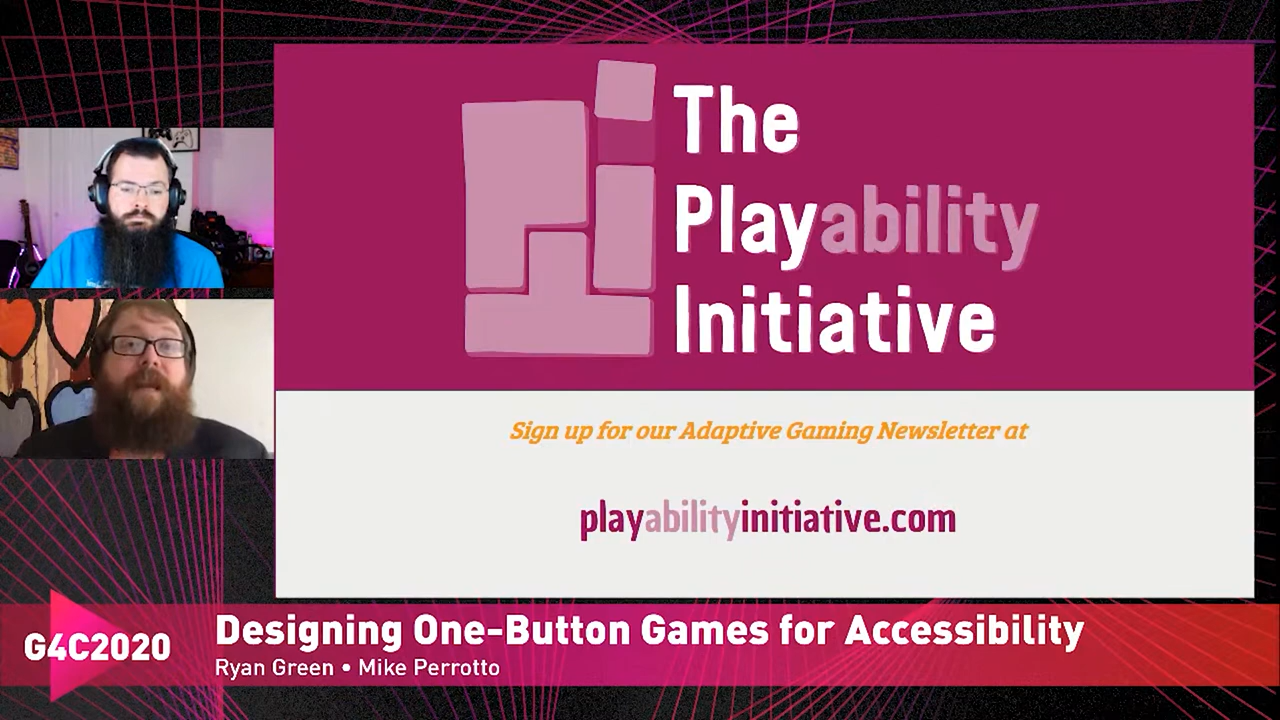 The
Playability
Initiative
Sign up for our Adaptive Gaming Newsletter at
playabilityinitiative.com
G4C2020
Designing One-Button Games for Accessibility
Ryan Green • Mike Perrotto